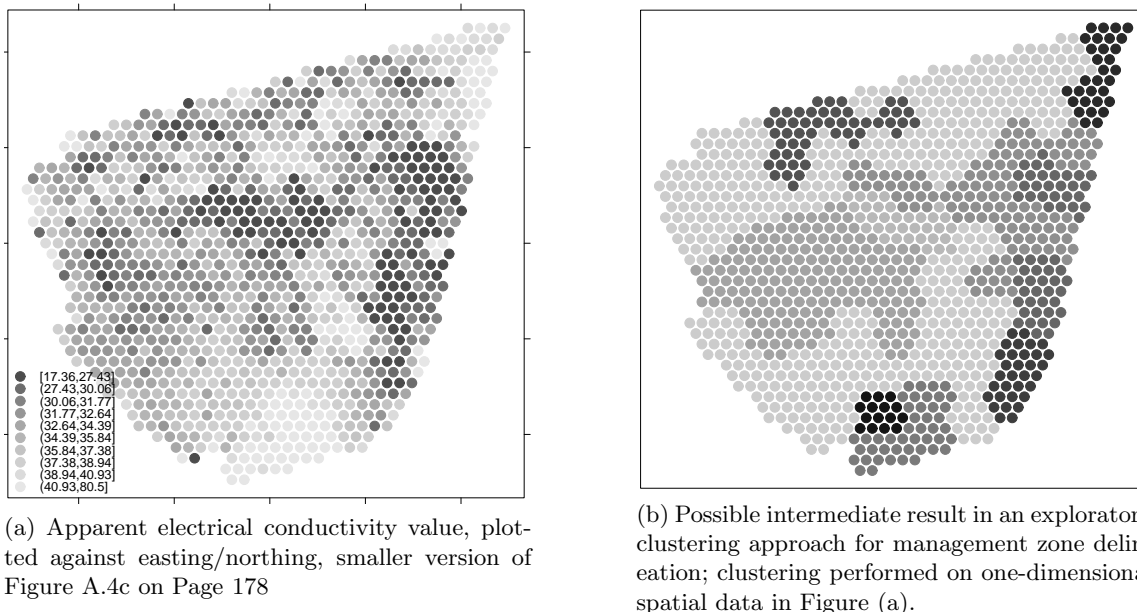 [17.36,27.43]
(27.43,30.06]
(30.06,31.77]
(31.77,32.64]
(32.64,34.39]
(34.39,35.84]
(35.84,37.38]
(37.38,38.94]
(38.94,40.93]
(40.93,80.5]
(a) Apparent electrical conductivity value, plot-
ted against easting/northing, smaller version of
Figure A.4c on Page 178
(b) Possible intermediate result in an explorator
clustering approach for management zone delin
eation; clustering performed on one-dimensiona
spatial data in Figure (a).